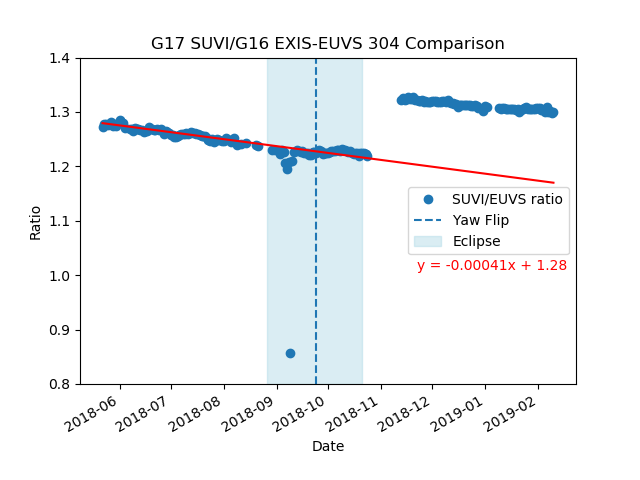 G17 SUVI/G16 EXIS-EUVS 304 Comparison
1.4
1.3
1.2
1.1
1.0
0.9
0.8
Ratio
SUVI/EUVS ratio
Yaw Flip
Eclipse
y = -0.00041x + 1.28
2018-06
2018-07
2018-08
2018-09
2018-10
2018-11
2018-12
2019-01
2019-02
Date